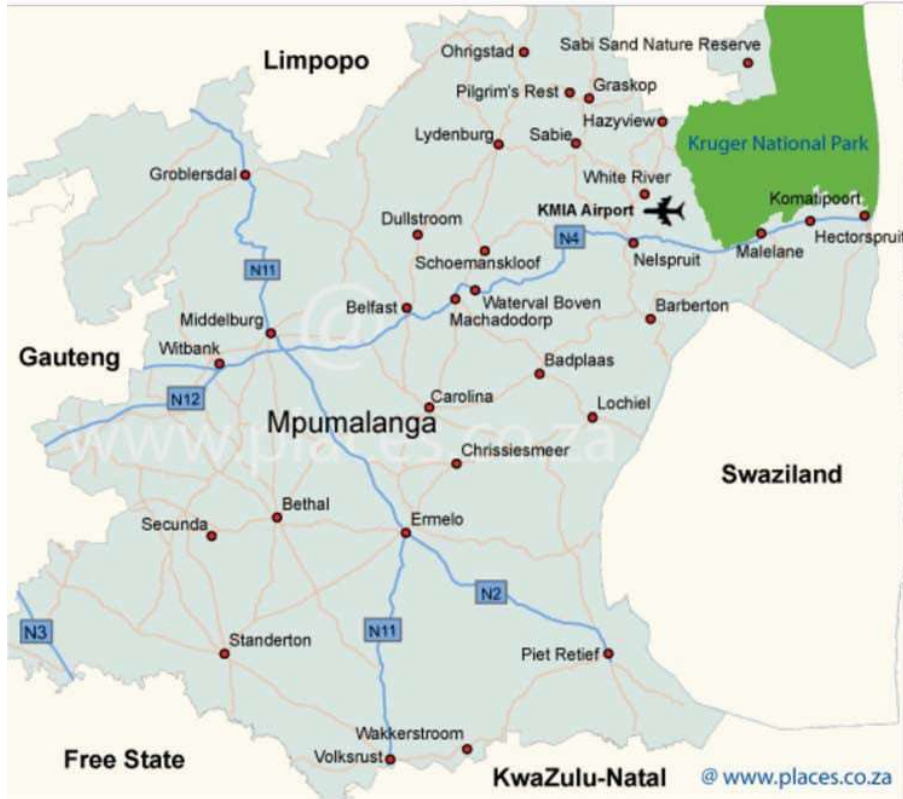 Ohrigstad
Sabi Sand Nature Reserve
Limpopo
Pilgrim's Rest
Graskop
Hazyview
Lydenburg
Sabie
Kruger National Park
Groblersdal
White River
Komatipoort
KMIA Airport
Dullstroom
N4
Hectorspruit
Schoemanskloof
Nelspruit
Malelane
N11
Belfast
Waterval Boven
Machadodorp
Barberton
@
Middelburg
Witbank
Gauteng
Badplaas
N12
Carolina
Lochiel
Mpumalanga
www.places.co.za
Chrissiesmeer
Swaziland
Bethal
Secunda
Ermelo
N2
N3
N11
Standerton
Piet Retief
Wakkerstroom
Free State
Volksrust
KwaZulu-Natal
@ www.places.co.za